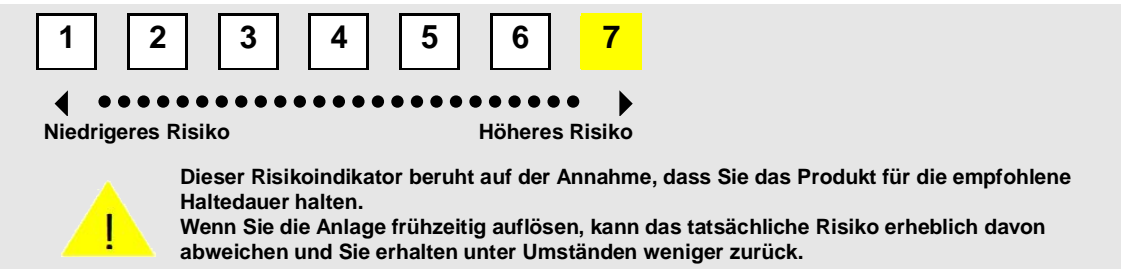 1 2 3 4 5 6 7
Niedrigeres Risiko Höheres Risiko
Dieser Risikoindikator beruht auf der Annahme, dass Sie das Produkt für die empfohlene
Haltedauer halten.
Wenn Sie die Anlage frühzeitig auflösen, kann das tatsächliche Risiko erheblich davon
abweichen und Sie erhalten unter Umständen weniger zurück.
!